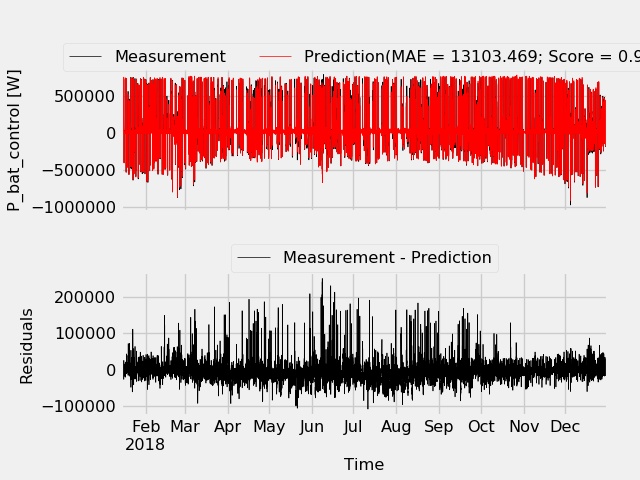 Measurement Prediction(MAE = 13103.469; Score = 0.9
P_bat_control [W]
500000
0
−500000
−1000000
Measurement - Prediction
Residuals
200000
100000
0
−100000
Feb Mar Apr May Jun Jul Aug Sep Oct Nov Dec
2018
Time